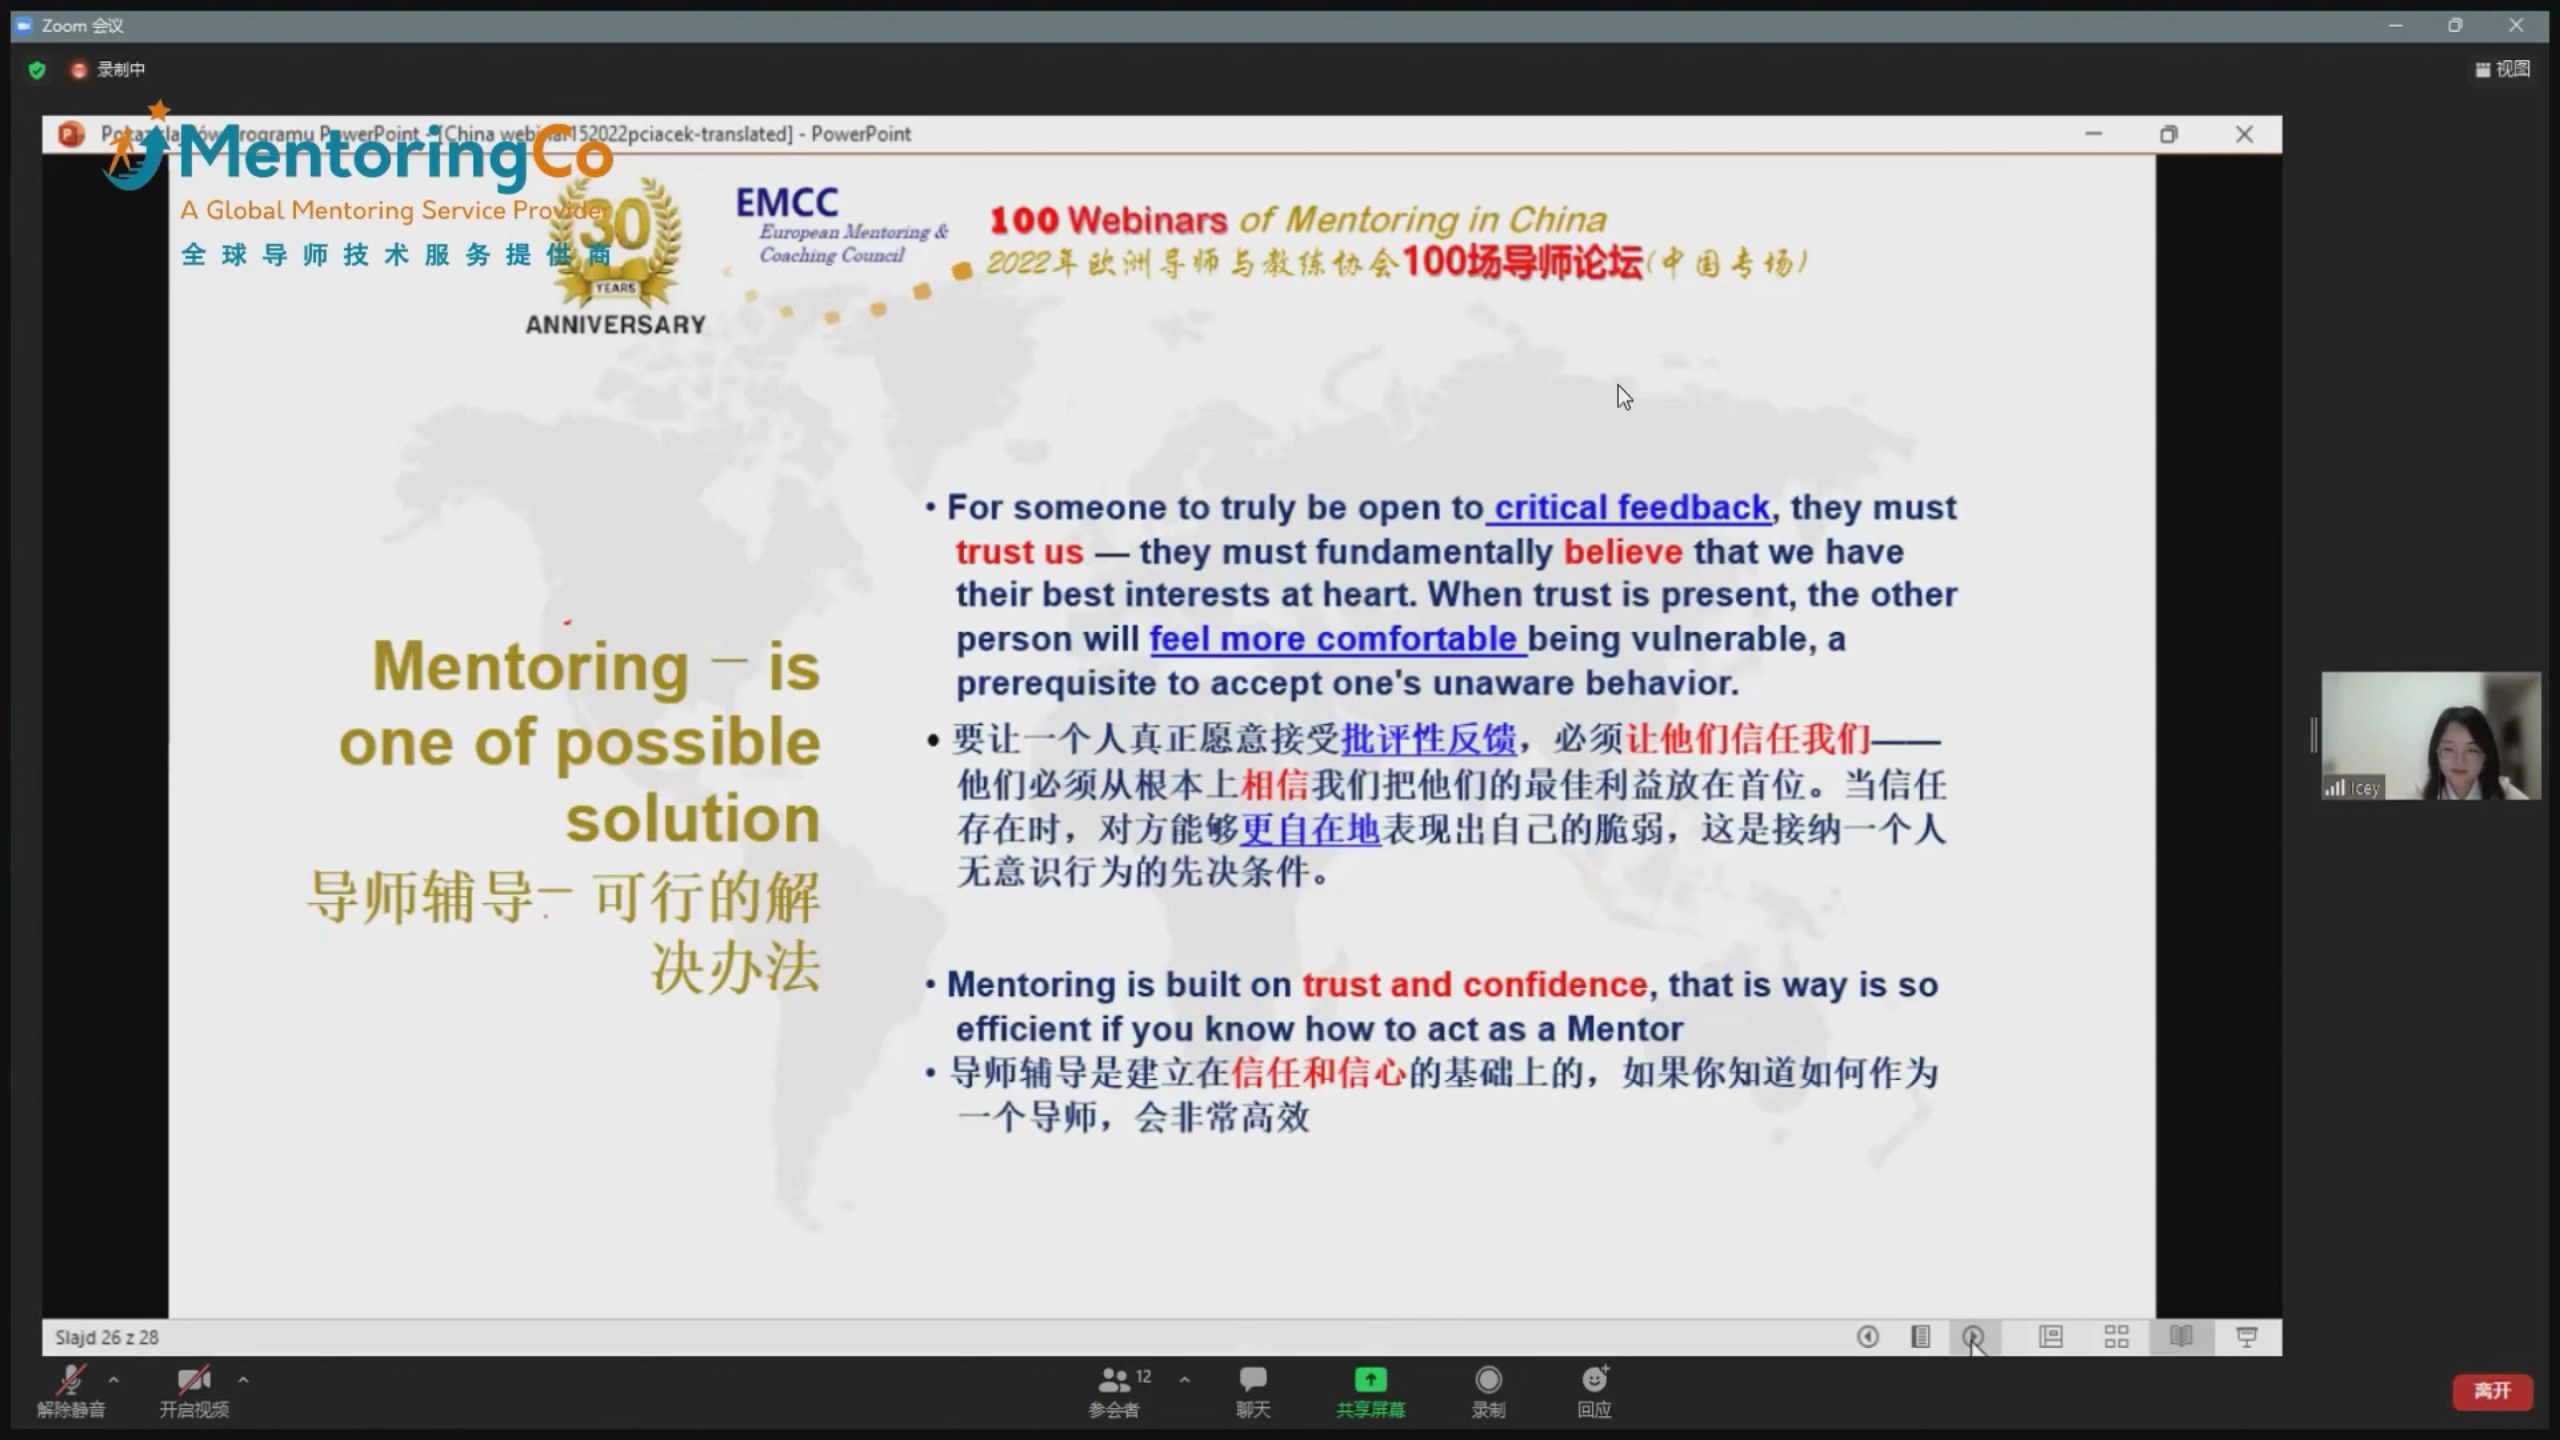 Zoom 会议
录制中
视图
PowerPoint - [China webinar152022pciacek-translated] - PowerPoint
MentoringCo
A Global Mentoring Service Provider
全球导师技术服务提供商
30
YEARS
ANNIVERSARY
EMCC
European Mentoring &
Coaching Council
100 Webinars of Mentoring in China
2022年欧洲导师与教练协会100场导师论坛(中国专场)
Mentoring – is
one of possible
solution
导师辅导– 可行的解
决办法
• For someone to truly be open to critical feedback, they must
trust us — they must fundamentally believe that we have
their best interests at heart. When trust is present, the other
person will feel more comfortable being vulnerable, a
prerequisite to accept one's unaware behavior.
• 要让一个人真正愿意接受批评性反馈，必须让他们信任我们——
他们必须从根本上相信我们把他们的最佳利益放在首位。当信任
存在时，对方能够更自在地表现出自己的脆弱，这是接纳一个人
无意识行为的先决条件。
• Mentoring is built on trust and confidence, that is way is so
efficient if you know how to act as a Mentor
• 导师辅导是建立在信任和信心的基础上的，如果你知道如何作为
一个导师，会非常高效
Icey
Slajd 26 z 28
解除静音
开启视频
12
参会者
聊天
共享屏幕
录制
回应
离开